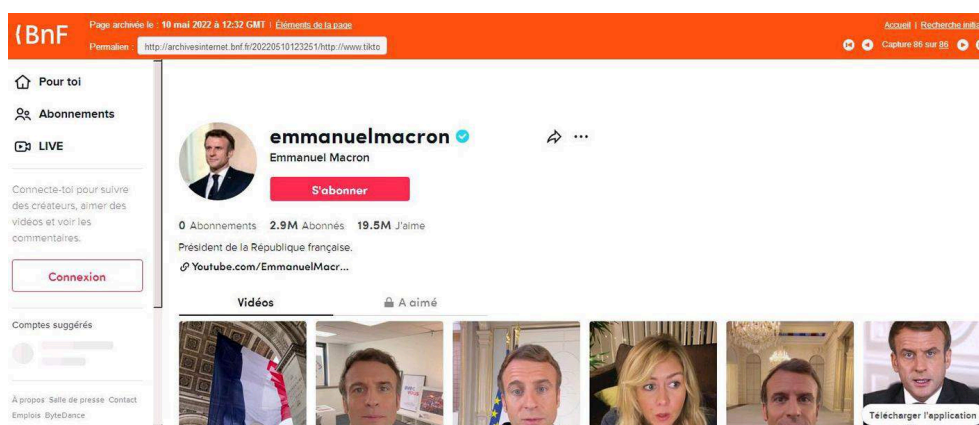 (BnF
Page archivée le : 10 mai 2022 à 12:32 GMT | Éléments de la page
Accueil | Recherche
Permalien : http://archivesinternet.bnf.fr/20220510123251/http://www.tikto
Capture 86 sur 86
Pour toi
Abonnements
LIVE
Connecte-toi pour suivre
des créateurs, aimer des
vidéos et voir les
commentaires.
Connexion
Comptes suggérés
À propos Salle de presse Contact
Emplois ByteDance
emmanuelmacron
Emmanuel Macron
S'abonner
0 Abonnements 2.9M Abonnés 19.5M J'aime
Président de la République française.
Youtube.com/EmmanuelMacr...
Vidéos
A aimé
Télécharger l'application